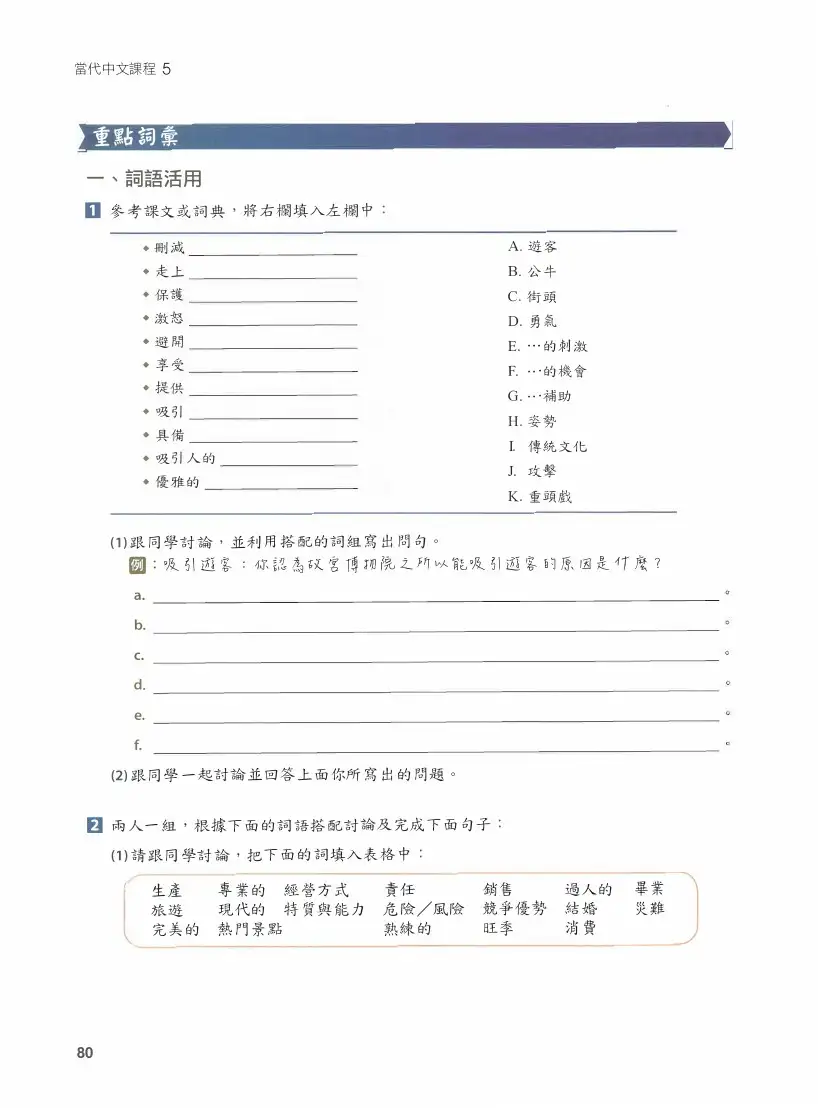 當代中文課程 5
重點詞彙
一、詞語活用
1 參考課文或詞典，將右欄填入左欄中：
◆ 刪減
◆ 走上
◆ 保護
◆ 激怒
◆ 避開
◆ 享受
◆ 提供
◆ 吸引
◆ 具備
◆ 吸引人的
◆ 優雅的
A. 遊客
B. 公牛
C. 街頭
D. 勇氣
E. …的刺激
F. …的機會
G. …補助
H. 姿勢
I. 傳統文化
J. 攻擊
K. 重頭戲
(1)跟同學討論，並利用搭配的詞組寫出問句。
例：吸引遊客：你認為故宮博物院之所以能吸引遊客的原因是什麼？
a. 。
b. 。
c. 。
d. 。
e. 。
f. 。
(2)跟同學一起討論並回答上面你所寫出的問題。
2 兩人一組，根據下面的詞語搭配討論及完成下面句子：
(1)請跟同學討論，把下面的詞填入表格中：
生產 專業的 經營方式 責任 銷售 過人的 畢業
旅遊 現代的 特質與能力 危險／風險 競爭優勢 結婚 災難
完美的 熱門景點 熟練的 旺季 消費
80